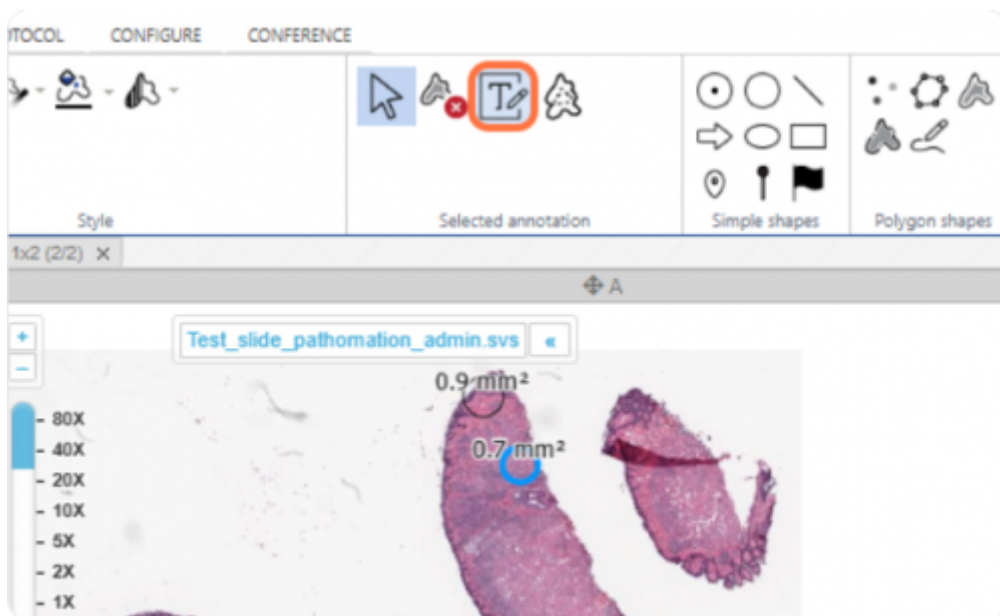 OTOCOL CONFIGURE CONFERENCE
T
Style Selected annotation Simple shapes Polygon shapes
1x2 (2/2) ×
A
+
Test_slide_pathomation_admin.svs «
−
0.9 mm²
80X
0.7 mm²
40X
20X
10X
5X
2X
1X